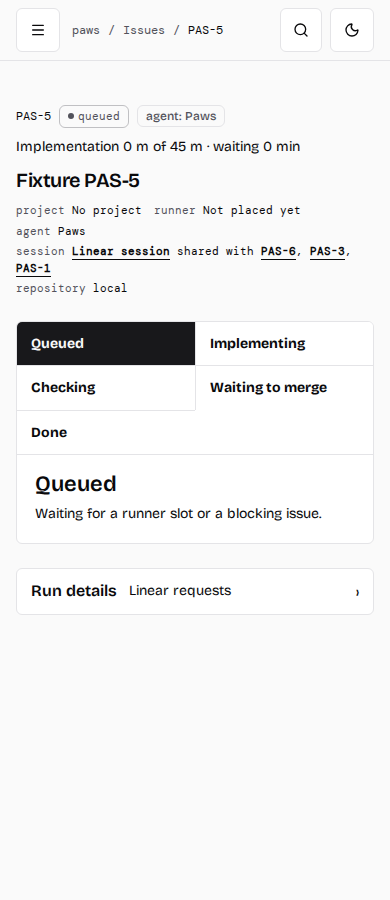 paws / Issues / PAS-5
PAS-5 queued agent: Paws
Implementation 0 m of 45 m · waiting 0 min
Fixture PAS-5
project No project runner Not placed yet
agent Paws
session Linear session shared with PAS-6, PAS-3,
PAS-1
repository local
Queued
Implementing
Checking
Waiting to merge
Done
Queued
Waiting for a runner slot or a blocking issue.
Run details Linear requests ›